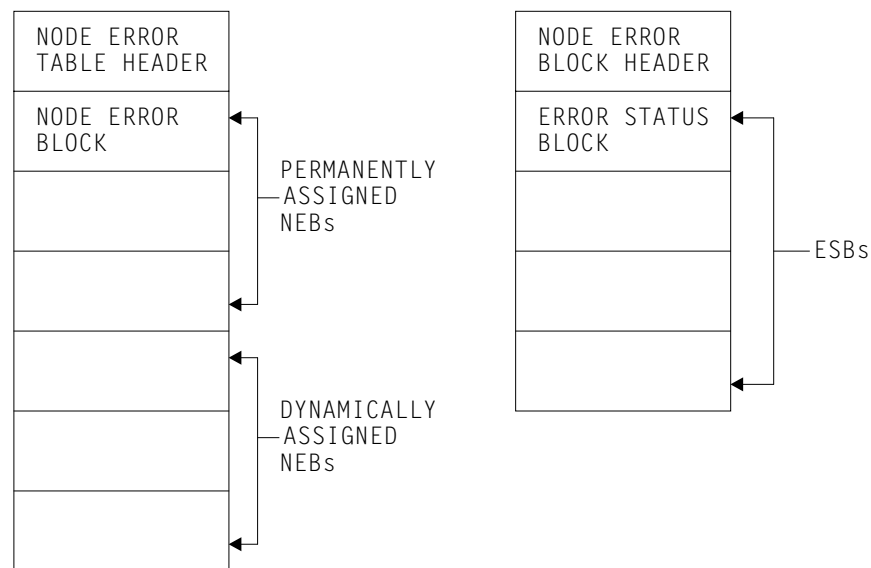 NODE ERROR
TABLE HEADER
NODE ERROR
BLOCK
PERMANENTLY
ASSIGNED
NEBs
DYNAMICALLY
ASSIGNED
NEBs
NODE ERROR
BLOCK HEADER
ERROR STATUS
BLOCK
ESBs